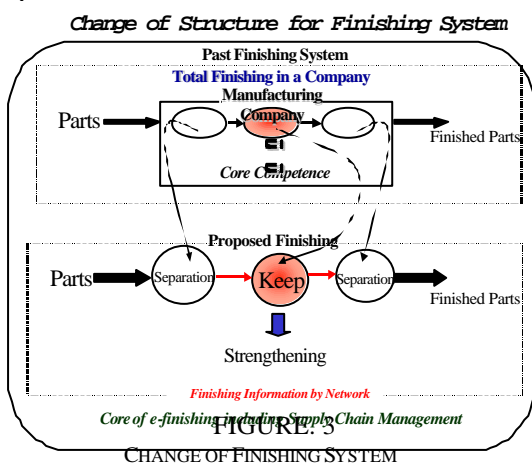 Change of Structure for Finishing System
Past Finishing System
Total Finishing in a Company
Manufacturing
Company
Parts
Finished Parts
Core Competence
Proposed Finishing
Parts
Separation
Keep
Separation
Finished Parts
Strengthening
Finishing Information by Network
Core of e-finishing including Supply Chain Management
FIGURE. 3
CHANGE OF FINISHING SYSTEM